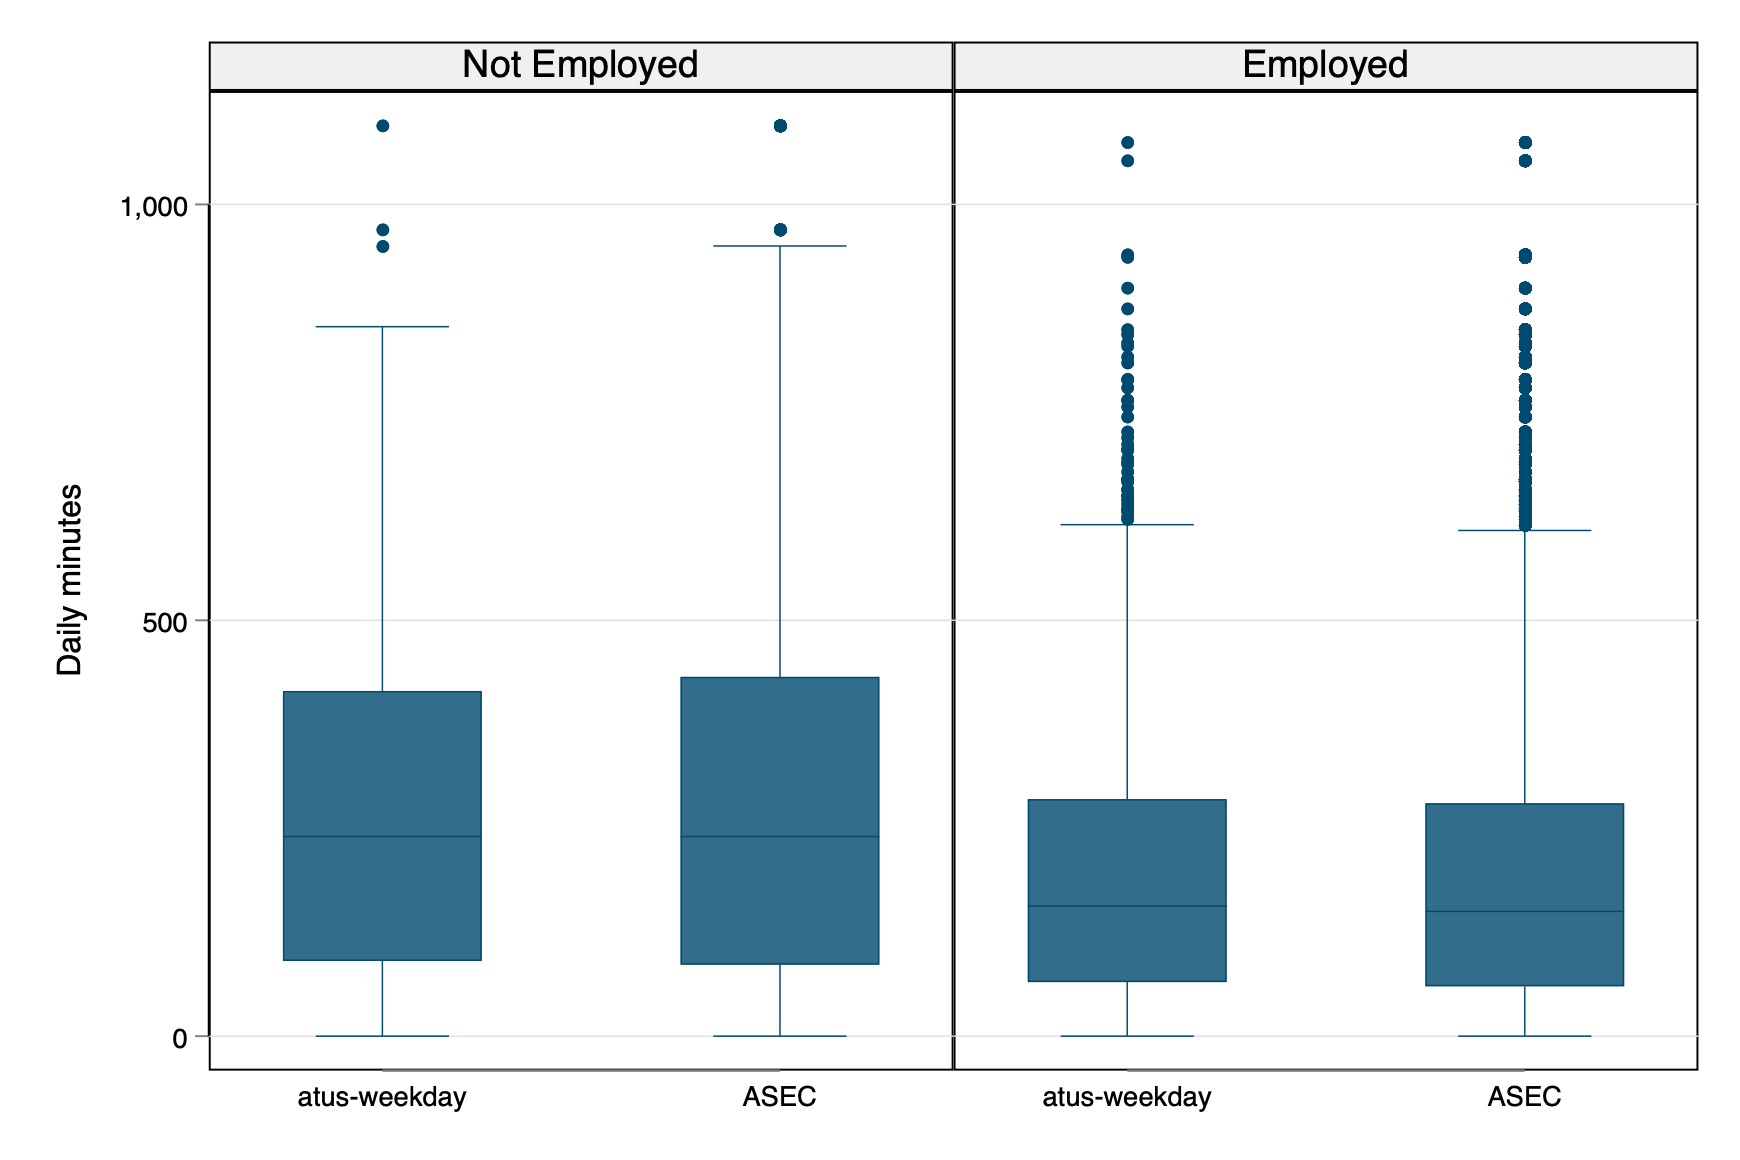 Not Employed
Employed
Daily minutes
1,000
500
0
atus-weekday
ASEC
atus-weekday
ASEC